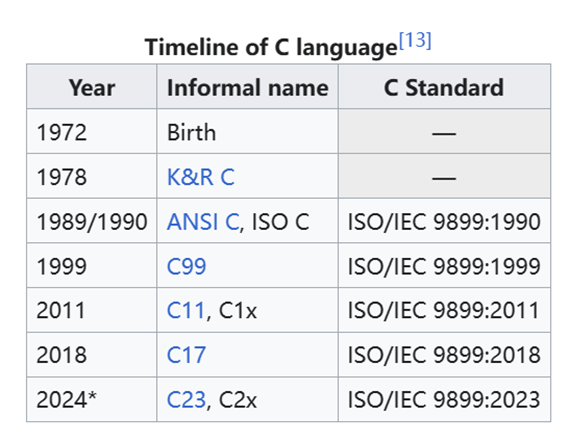 Timeline of C language[13]
Year Informal name C Standard
1972 Birth —
1978 K&R C —
1989/1990 ANSI C, ISO C ISO/IEC 9899:1990
1999 C99 ISO/IEC 9899:1999
2011 C11, C1x ISO/IEC 9899:2011
2018 C17 ISO/IEC 9899:2018
2024* C23, C2x ISO/IEC 9899:2023